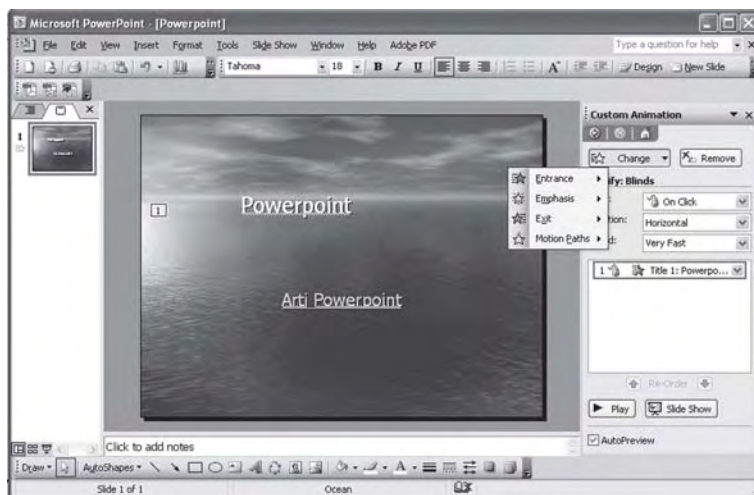 Microsoft PowerPoint - [Powerpoint]
File Edit View Insert Format Tools Slide Show Window Help Adobe PDF Type a question for help
Tahoma 18 B I U A Design New Slide
Custom Animation
1
Change Remove
Entrance
Emphasis
Exit
Motion Paths
ify: Blinds
On Click
tion: Horizontal
d: Very Fast
1 Powerpoint
1 Title 1: Powerpo...
Arti Powerpoint
Re-Order
Play Slide Show
AutoPreview
Click to add notes
Draw AutoShapes A
Slide 1 of 1 Ocean